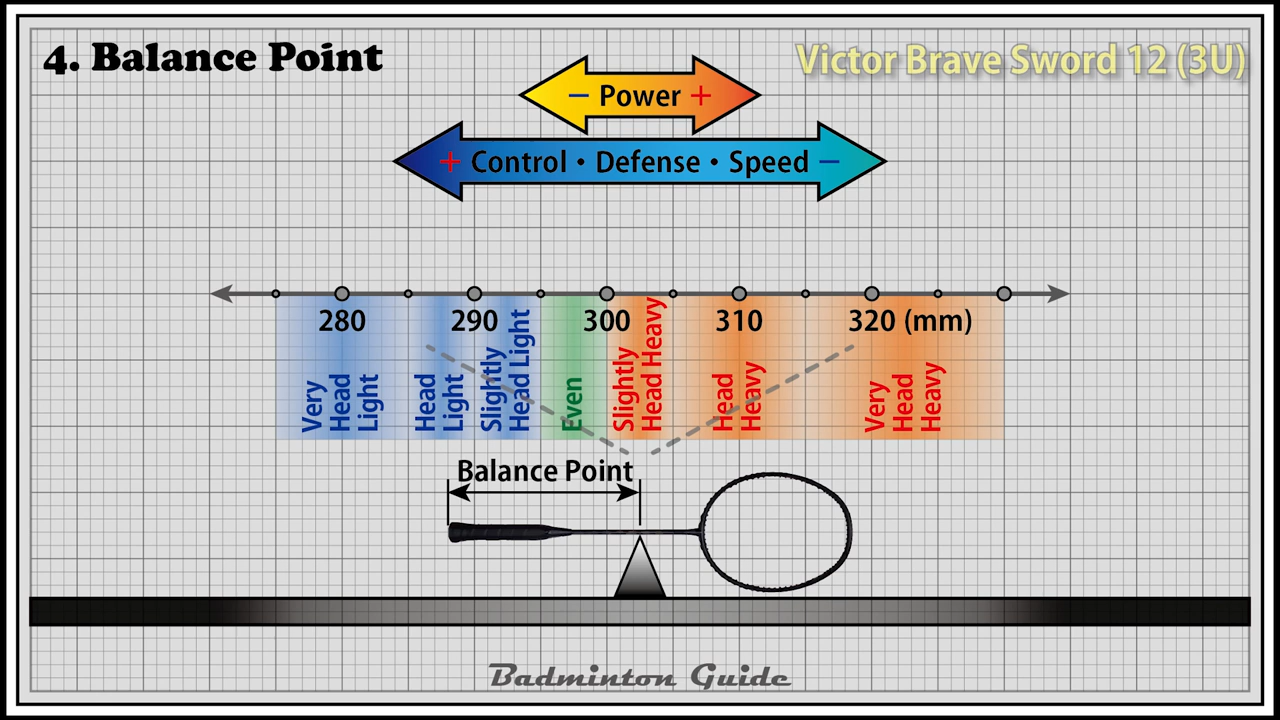 4. Balance Point
Victor Brave Sword 12 (3U)
− Power +
+ Control • Defense • Speed −
280 290 300 310 320 (mm)
Very
Head
Light
Head
Light
Slightly
Head Light
Even
Slightly
Head Heavy
Head
Heavy
Very
Head
Heavy
Balance Point
Badminton Guide